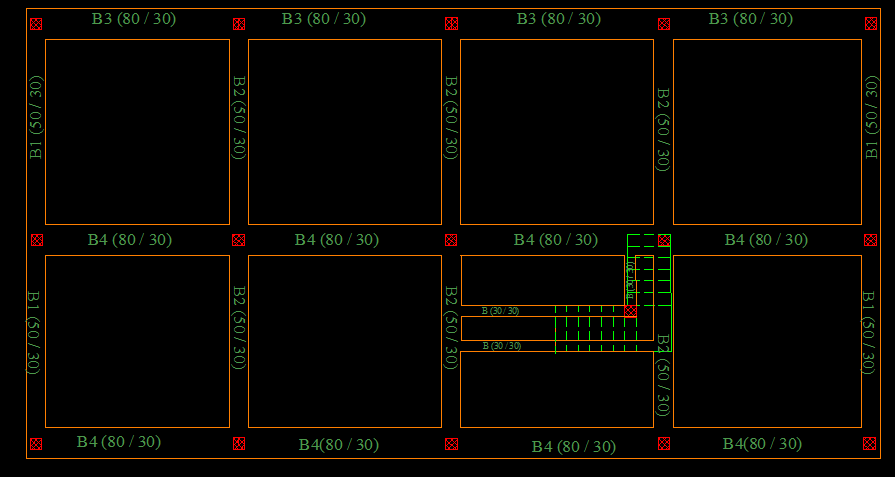 B3 (80 / 30)
B3 (80 / 30)
B3 (80 / 30)
B3 (80 / 30)
B1 (50 / 30)
B2 (50 / 30)
B2 (50 / 30)
B2 (50 / 30)
B1 (50 / 30)
B4 (80 / 30)
B4 (80 / 30)
B4 (80 / 30)
B4 (80 / 30)
B1 (50 / 30)
B2 (50 / 30)
B2 (50 / 30)
B (30 / 30)
B (30 / 30)
B (30 / 30)
B2 (50 / 30)
B1 (50 / 30)
B4 (80 / 30)
B4(80 / 30)
B4 (80 / 30)
B4(80 / 30)